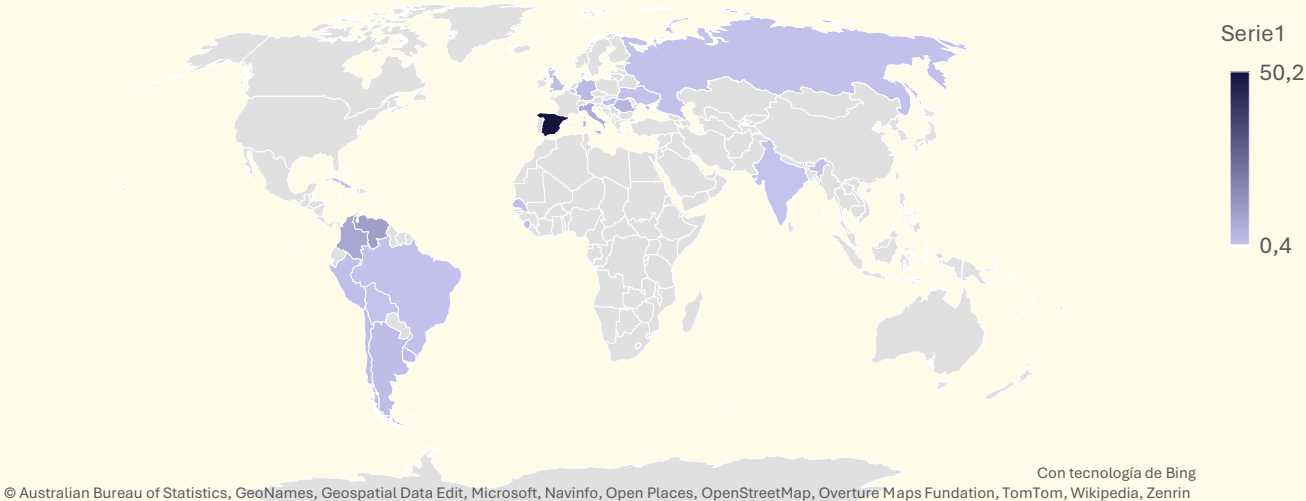 Serie1
50,2
0,4
Con tecnología de Bing
© Australian Bureau of Statistics, GeoNames, Geospatial Data Edit, Microsoft, Navinfo, Open Places, OpenStreetMap, Overture Maps Fundation, TomTom, Wikipedia, Zenrin